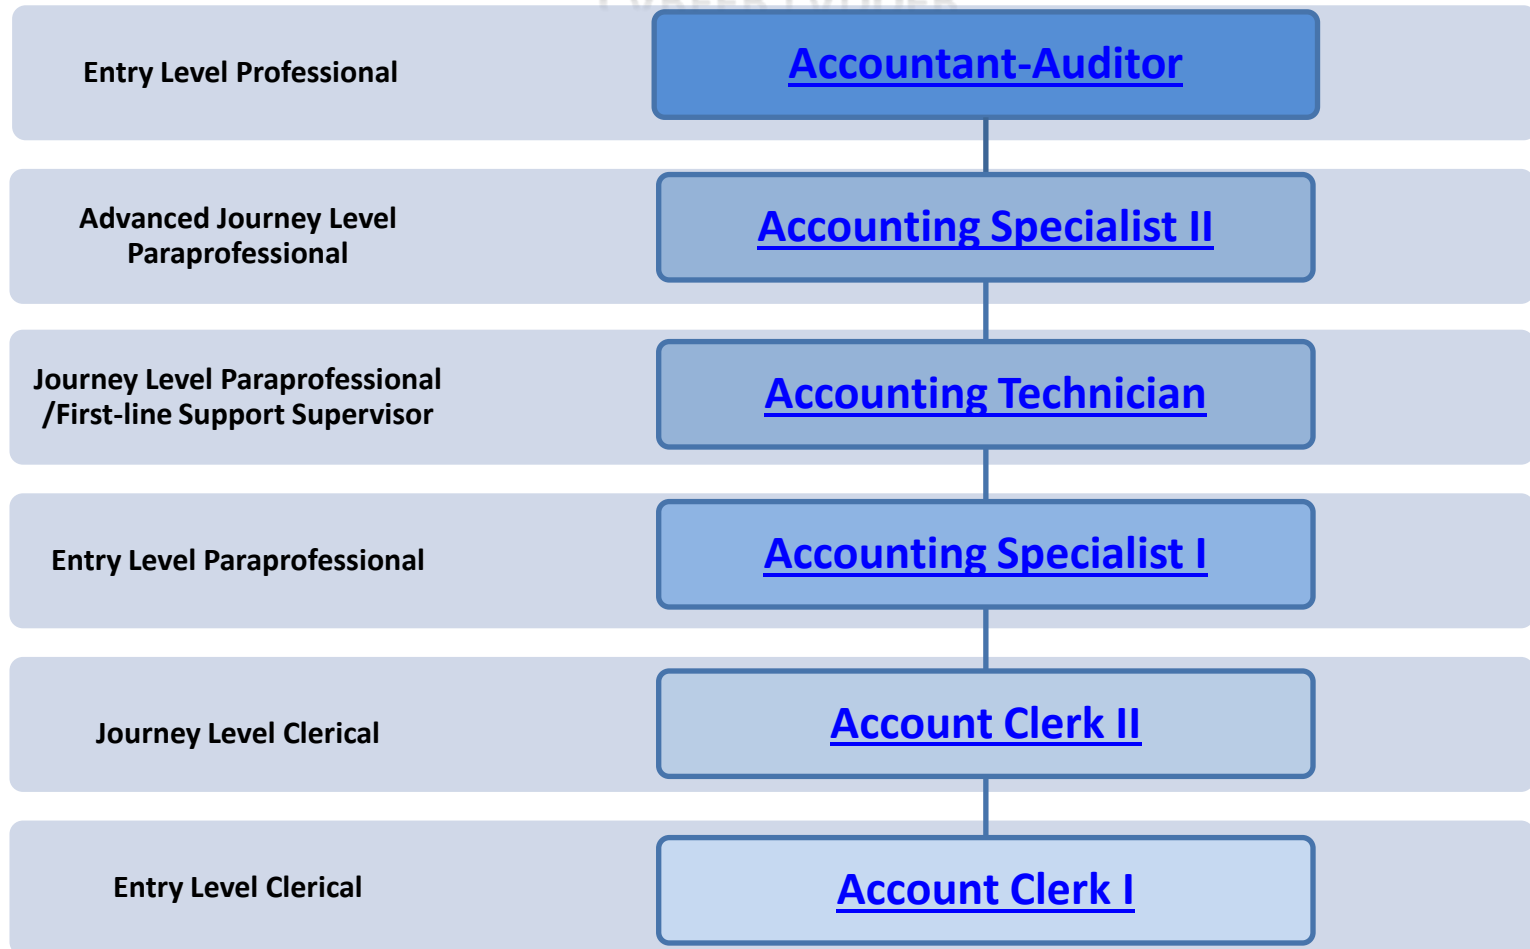 Entry Level Professional
Accountant-Auditor
Advanced Journey Level
Paraprofessional
Accounting Specialist II
Journey Level Paraprofessional
/First-line Support Supervisor
Accounting Technician
Entry Level Paraprofessional
Accounting Specialist I
Journey Level Clerical
Account Clerk II
Entry Level Clerical
Account Clerk I